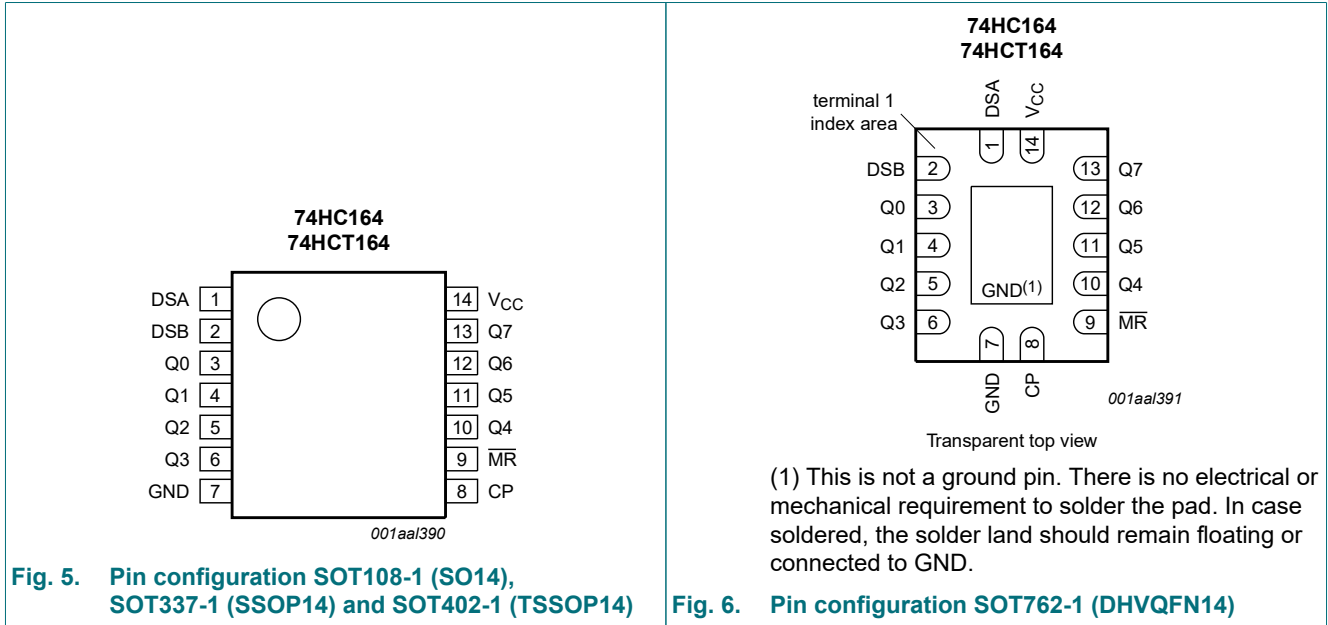 74HC164
74HCT164
DSA 1 14 VCC
DSB 2 13 Q7
Q0 3 12 Q6
Q1 4 11 Q5
Q2 5 10 Q4
Q3 6 9 M̅R̅
GND 7 8 CP
001aal390
Fig. 5. Pin configuration SOT108-1 (SO14),
SOT337-1 (SSOP14) and SOT402-1 (TSSOP14)
74HC164
74HCT164
terminal 1
index area
DSA VCC
1 14
DSB 2 13 Q7
Q0 3 12 Q6
Q1 4 11 Q5
Q2 5 10 Q4
GND(1)
Q3 6 9 M̅R̅
7 8
GND CP
001aal391
Transparent top view
(1) This is not a ground pin. There is no electrical or
mechanical requirement to solder the pad. In case
soldered, the solder land should remain floating or
connected to GND.
Fig. 6. Pin configuration SOT762-1 (DHVQFN14)